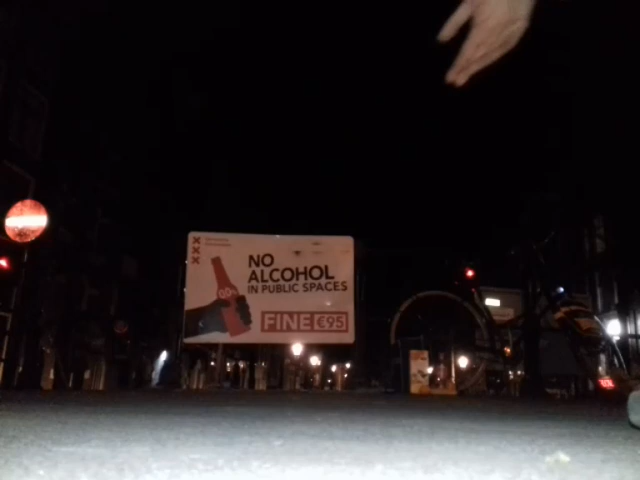 NO
ALCOHOL
IN PUBLIC SPACES
FINE €95